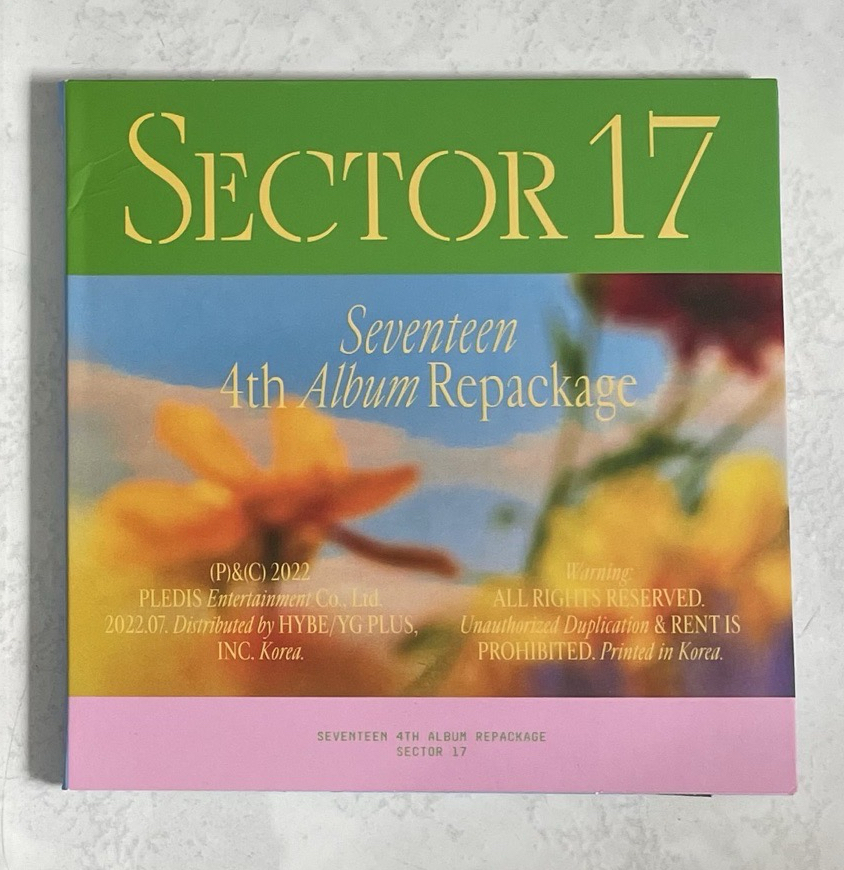 SECTOR 17
Seventeen
4th Album Repackage
(P)&(C) 2022
PLEDIS Entertainment Co., Ltd.
2022.07. Distributed by HYBE/YG PLUS,
INC. Korea.
Warning:
ALL RIGHTS RESERVED.
Unauthorized Duplication & RENT IS
PROHIBITED. Printed in Korea.
SEVENTEEN 4TH ALBUM REPACKAGE
SECTOR 17